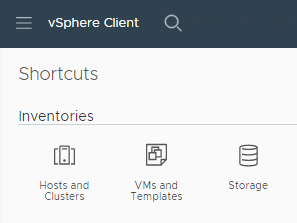 vSphere Client
Shortcuts
Inventories
Hosts and
Clusters
VMs and
Templates
Storage